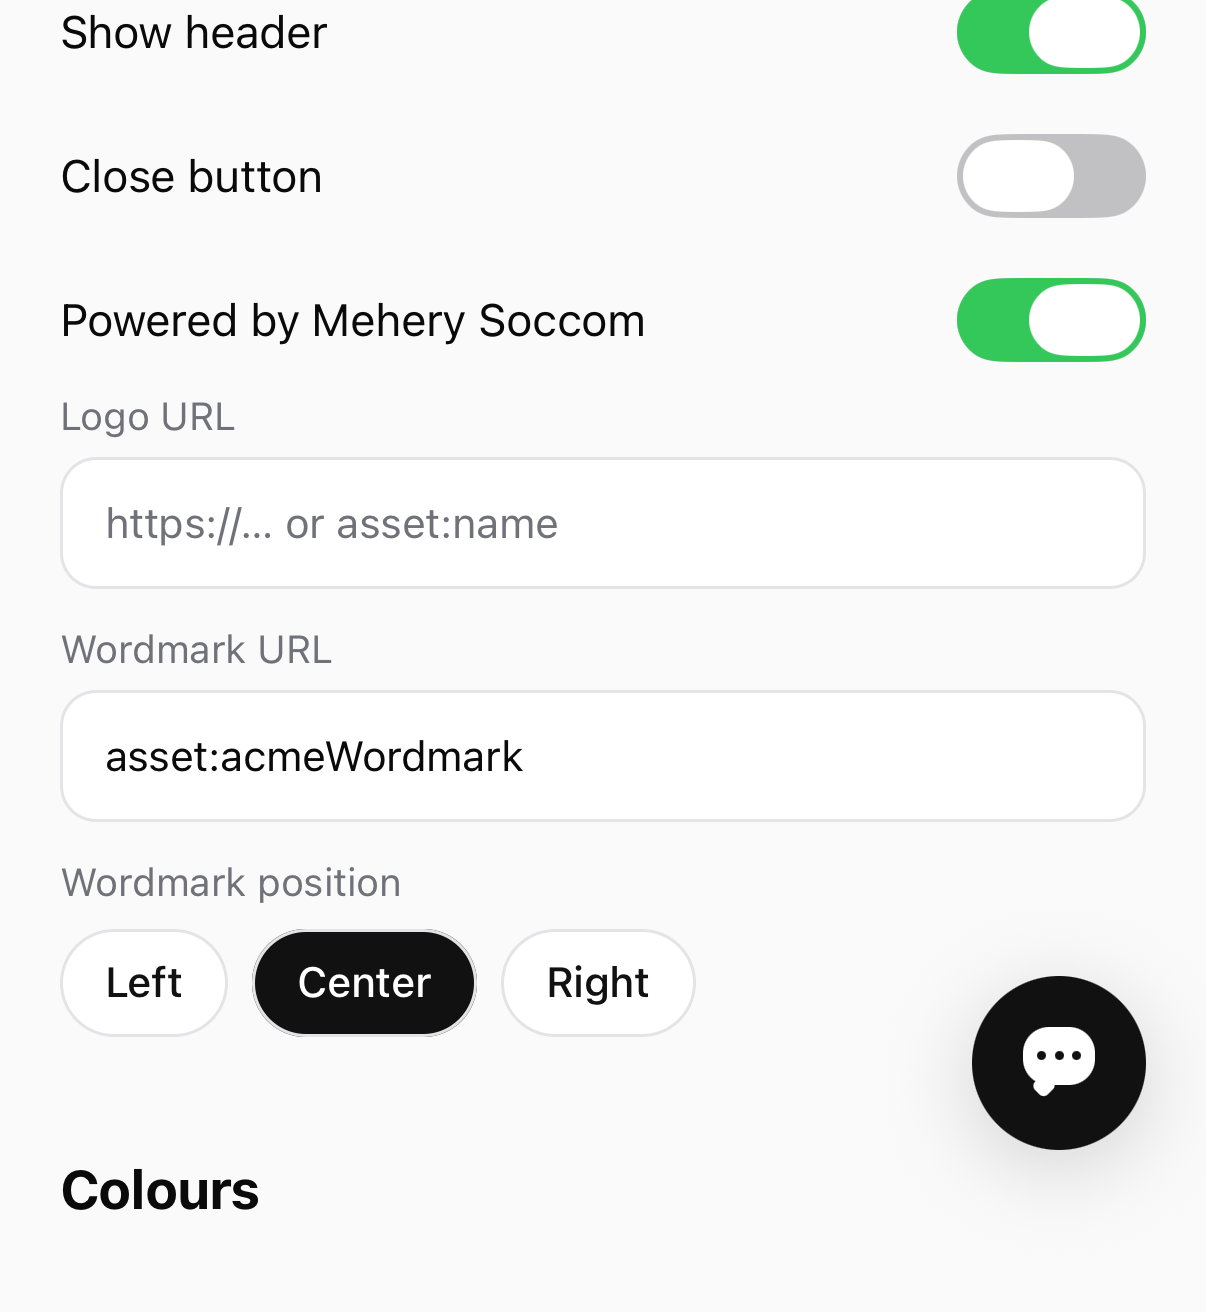 Show header
Close button
Powered by Mehery Soccom
Logo URL
https://... or asset:name
Wordmark URL
asset:acmeWordmark
Wordmark position
Left Center Right
Colours